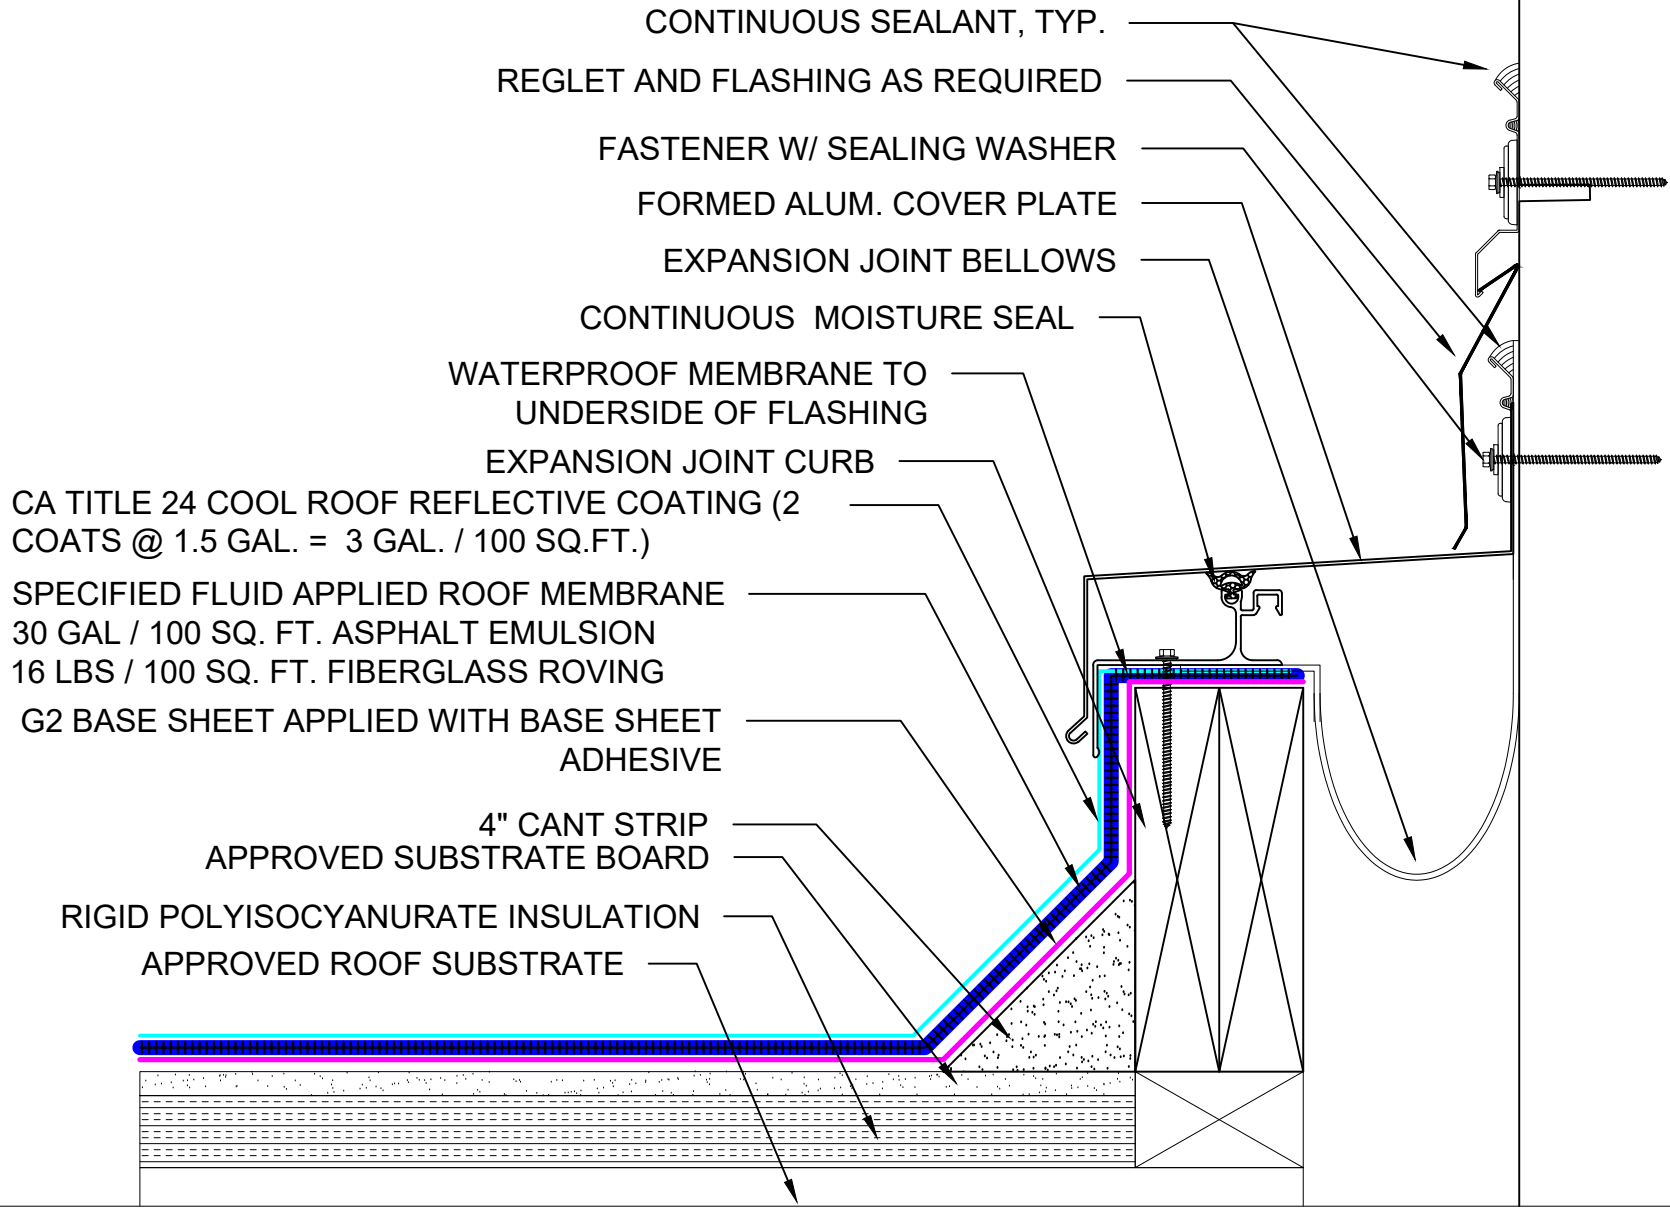 CONTINUOUS SEALANT, TYP.
REGLET AND FLASHING AS REQUIRED
FASTENER W/ SEALING WASHER
FORMED ALUM. COVER PLATE
EXPANSION JOINT BELLOWS
CONTINUOUS  MOISTURE SEAL
WATERPROOF MEMBRANE TO
UNDERSIDE OF FLASHING
EXPANSION JOINT CURB
CA TITLE 24 COOL ROOF REFLECTIVE COATING (2
COATS @ 1.5 GAL. =  3 GAL. / 100 SQ.FT.)
SPECIFIED FLUID APPLIED ROOF MEMBRANE
30 GAL / 100 SQ. FT. ASPHALT EMULSION
16 LBS / 100 SQ. FT. FIBERGLASS ROVING
G2 BASE SHEET APPLIED WITH BASE SHEET
ADHESIVE
4" CANT STRIP
APPROVED SUBSTRATE BOARD
RIGID POLYISOCYANURATE INSULATION
APPROVED ROOF SUBSTRATE